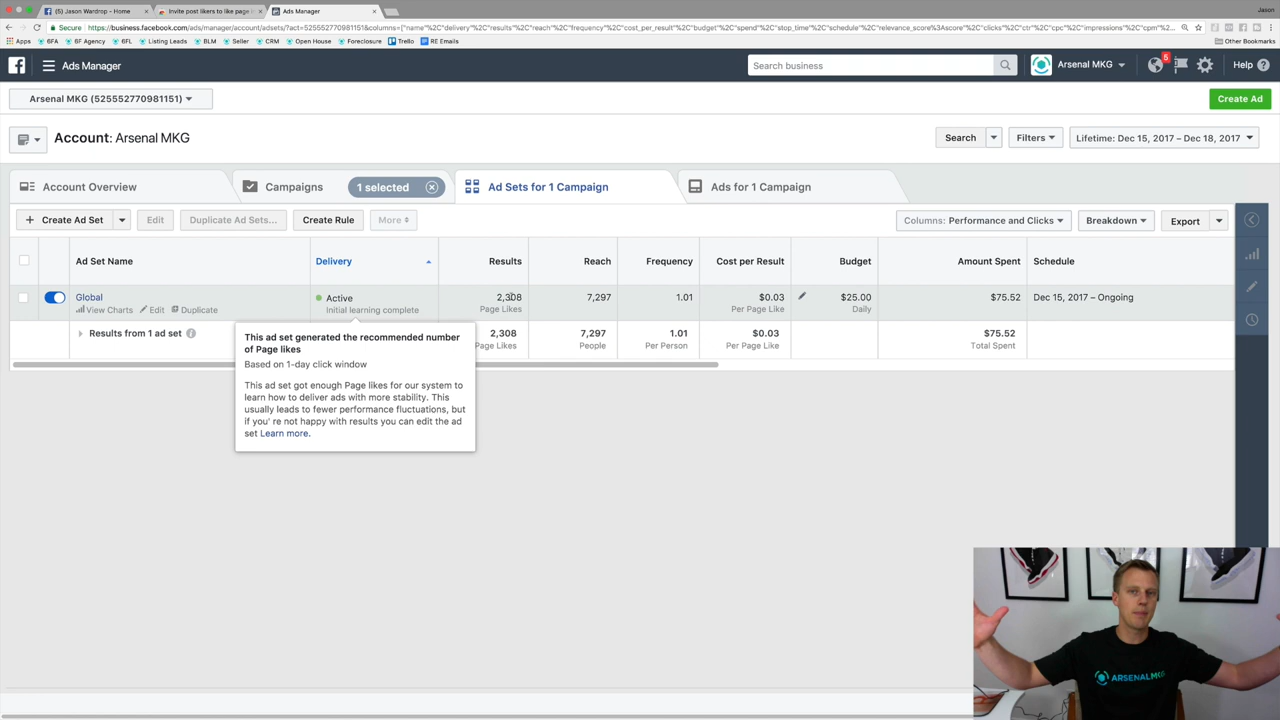 Jason
(5) Jason Wardrop - Home
Invite post likers to like page
Ads Manager
Secure
Apps
6FA
6F Agency
6FL
Listing Leads
BLM
Seller
CRM
Open House
Foreclosure
Trello
RE Emails
Other Bookmarks
Ads Manager
Search business
Arsenal MKG
5
Help
Arsenal MKG (525552770981151)
Create Ad
Account: Arsenal MKG
Search
Filters
Lifetime: Dec 15, 2017 – Dec 18, 2017
Account Overview
Campaigns
1 selected
Ad Sets for 1 Campaign
Ads for 1 Campaign
+ Create Ad Set
Edit
Duplicate Ad Sets...
Create Rule
More
Columns: Performance and Clicks
Breakdown
Export
Ad Set Name
Delivery
Results
Reach
Frequency
Cost per Result
Budget
Amount Spent
Schedule
Global
Active
2,308
7,297
1.01
$0.03
$25.00
$75.52
Dec 15, 2017 – Ongoing
View Charts
Edit
Duplicate
Initial learning complete
Page Likes
Per Page Like
Daily
Results from 1 ad set
2,308
7,297
1.01
$0.03
$75.52
Page Likes
People
Per Person
Per Page Like
Total Spent
This ad set generated the recommended number
of Page likes
Based on 1-day click window
This ad set got enough Page likes for our system to
learn how to deliver ads with more stability. This
usually leads to fewer performance fluctuations, but
if you' re not happy with results you can edit the ad
set Learn more.
ARSENALMKG